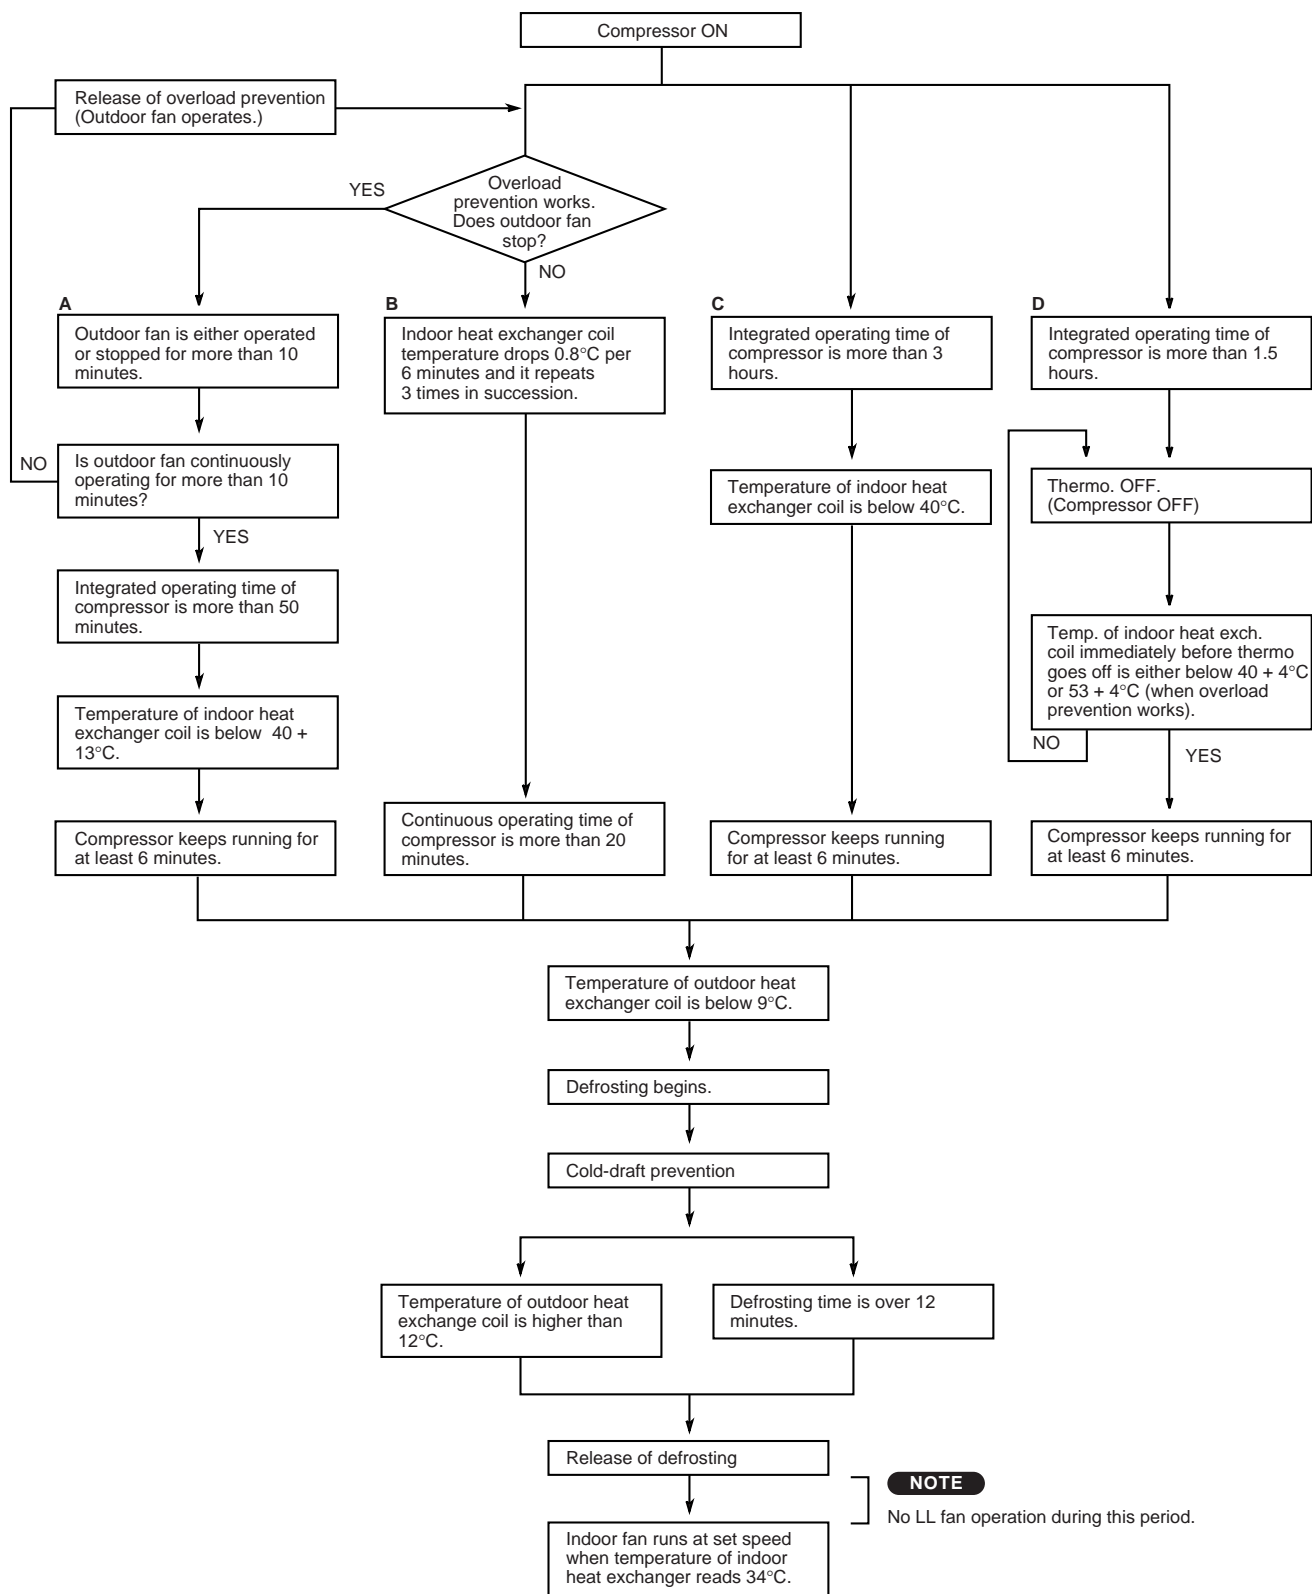 Compressor ON
Release of overload prevention
(Outdoor fan operates.)
YES
Overload
prevention works.
Does outdoor fan
stop?
NO
A
Outdoor fan is either operated
or stopped for more than 10
minutes.
NO
Is outdoor fan continuously
operating for more than 10
minutes?
YES
Integrated operating time of
compressor is more than 50
minutes.
Temperature of indoor heat
exchanger coil is below 40 +
13°C.
Compressor keeps running for
at least 6 minutes.
B
Indoor heat exchanger coil
temperature drops 0.8°C per
6 minutes and it repeats
3 times in succession.
Continuous operating time of
compressor is more than 20
minutes.
C
Integrated operating time of
compressor is more than 3
hours.
Temperature of indoor heat
exchanger coil is below 40°C.
Compressor keeps running
for at least 6 minutes.
D
Integrated operating time of
compressor is more than 1.5
hours.
Thermo. OFF.
(Compressor OFF)
Temp. of indoor heat exch.
coil immediately before thermo
goes off is either below 40 + 4°C
or 53 + 4°C (when overload
prevention works).
NO
YES
Compressor keeps running for
at least 6 minutes.
Temperature of outdoor heat
exchanger coil is below 9°C.
Defrosting begins.
Cold-draft prevention
Temperature of outdoor heat
exchange coil is higher than
12°C.
Defrosting time is over 12
minutes.
Release of defrosting
NOTE
No LL fan operation during this period.
Indoor fan runs at set speed
when temperature of indoor
heat exchanger reads 34°C.